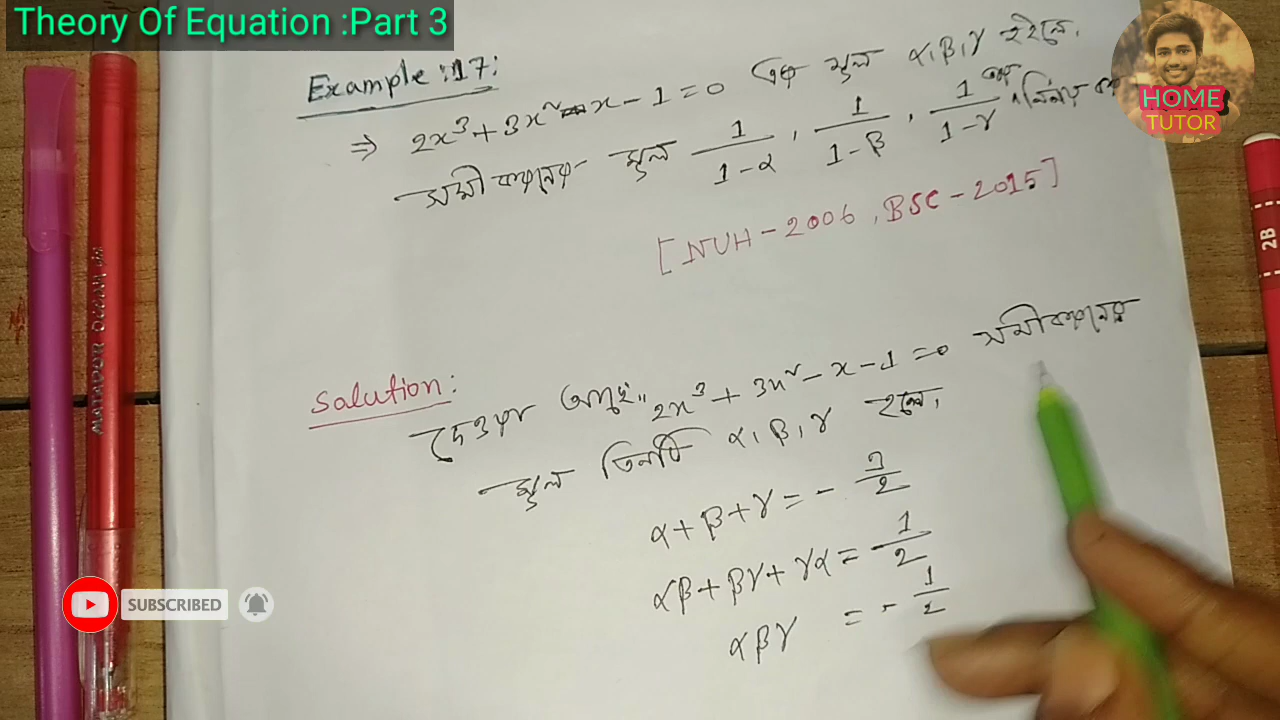 Theory Of Equation :Part 3
Example:17:
⇒ 2x³ + 3x² - x - 1 = 0 এর মূল α, β, γ হইলে,
সমীকরণের মূল 1/(1-α), 1/(1-β), 1/(1-γ)
[NUH-2006, BSC-2015]
Solution:
দেওয়া আছে, 2x³ + 3x² - x - 1 = 0 সমীকরণের
মূল তিনটি α, β, γ হলে,
α + β + γ = - 3/2
αβ + βγ + γα = - 1/2
αβγ = - 1/2
HOME
TUTOR
SUBSCRIBED
MATADOR
2B